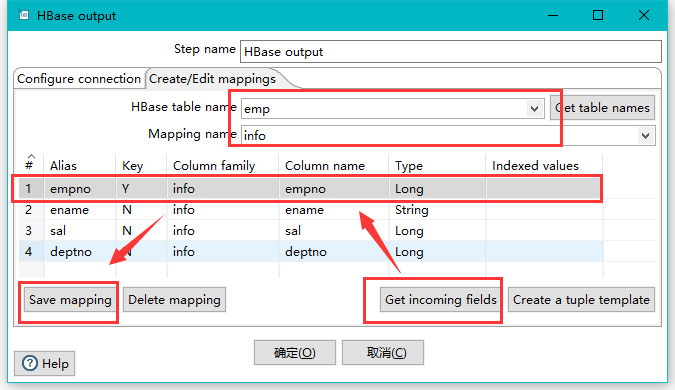 HBase output
Step name HBase output
Configure connection Create/Edit mappings
HBase table name emp Get table names
Mapping name info
# Alias Key Column family Column name Type Indexed values
1 empno Y info empno Long
2 ename N info ename String
3 sal N info sal Long
4 deptno N info deptno Long
Save mapping Delete mapping Get incoming fields Create a tuple template
确定(O) 取消(C)
Help